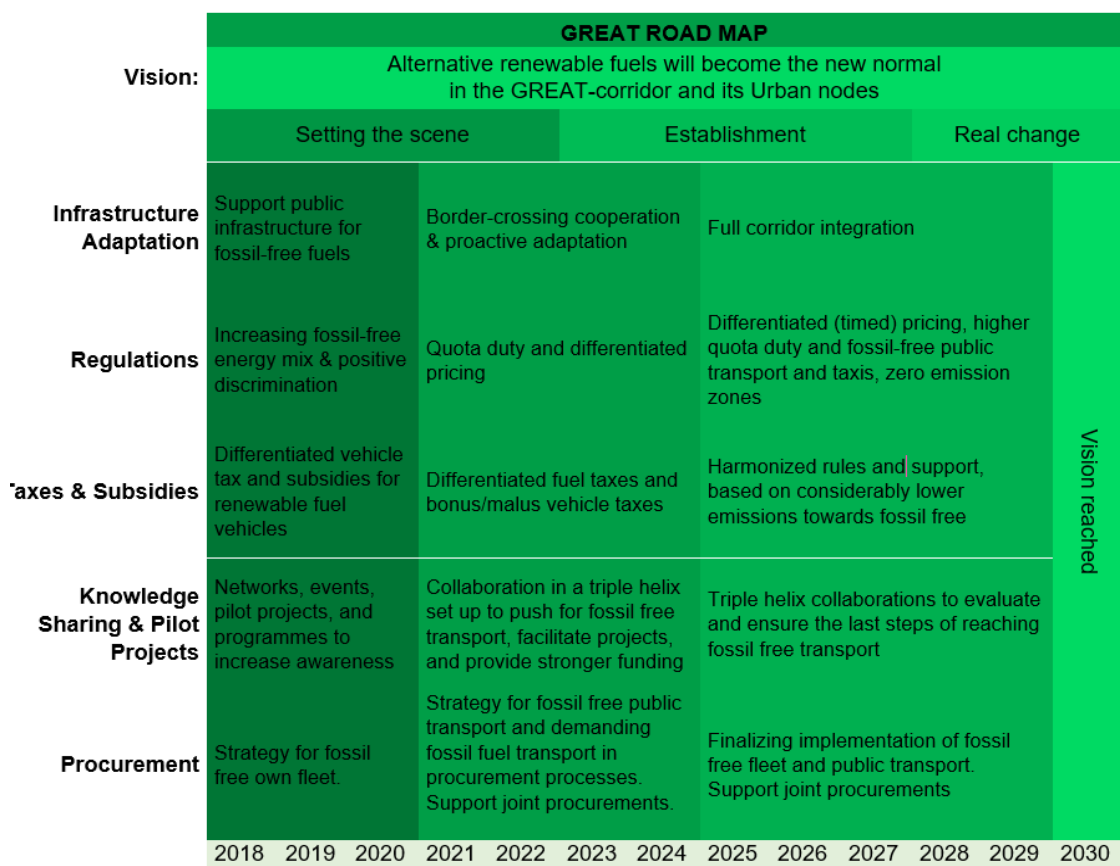 GREAT ROAD MAP
Vision:
Alternative renewable fuels will become the new normal
in the GREAT-corridor and its Urban nodes
Setting the scene
Establishment
Real change
Infrastructure
Adaptation
Support public
infrastructure for
fossil-free fuels
Border-crossing cooperation
& proactive adaptation
Full corridor integration
Regulations
Increasing fossil-free
energy mix & positive
discrimination
Quota duty and differentiated
pricing
Differentiated (timed) pricing, higher
quota duty and fossil-free public
transport and taxis, zero emission
zones
axes & Subsidies
Differentiated vehicle
tax and subsidies for
renewable fuel
vehicles
Differentiated fuel taxes and
bonus/malus vehicle taxes
Harmonized rules and support,
based on considerably lower
emissions towards fossil free
Knowledge
Sharing & Pilot
Projects
Networks, events,
pilot projects, and
programmes to
increase awareness
Collaboration in a triple helix
set up to push for fossil free
transport, facilitate projects,
and provide stronger funding
Triple helix collaborations to evaluate
and ensure the last steps of reaching
fossil free transport
Procurement
Strategy for fossil
free own fleet.
Strategy for fossil free public
transport and demanding
fossil fuel transport in
procurement processes.
Support joint procurements.
Finalizing implementation of fossil
free fleet and public transport.
Support joint procurements
Vision reached
2018 2019 2020 2021 2022 2023 2024 2025 2026 2027 2028 2029 2030